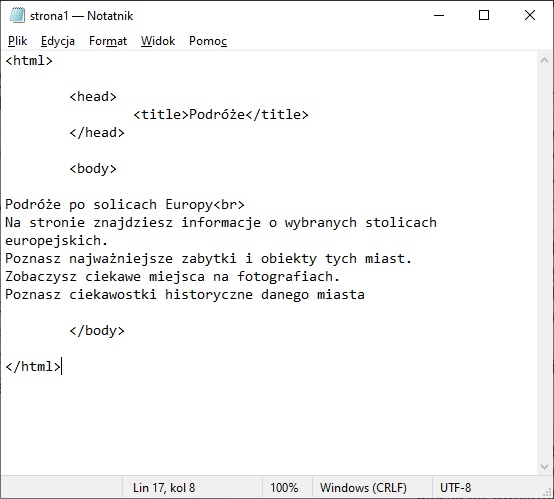 strona1 — Notatnik
Plik Edycja Format Widok Pomoc
<html>
<head>
<title>Podróże</title>
</head>
<body>
Podróże po solicach Europy<br>
Na stronie znajdziesz informacje o wybranych stolicach
europejskich.
Poznasz najważniejsze zabytki i obiekty tych miast.
Zobaczysz ciekawe miejsca na fotografiach.
Poznasz ciekawostki historyczne danego miasta
</body>
</html>
Lin 17, kol 8 100% Windows (CRLF) UTF-8